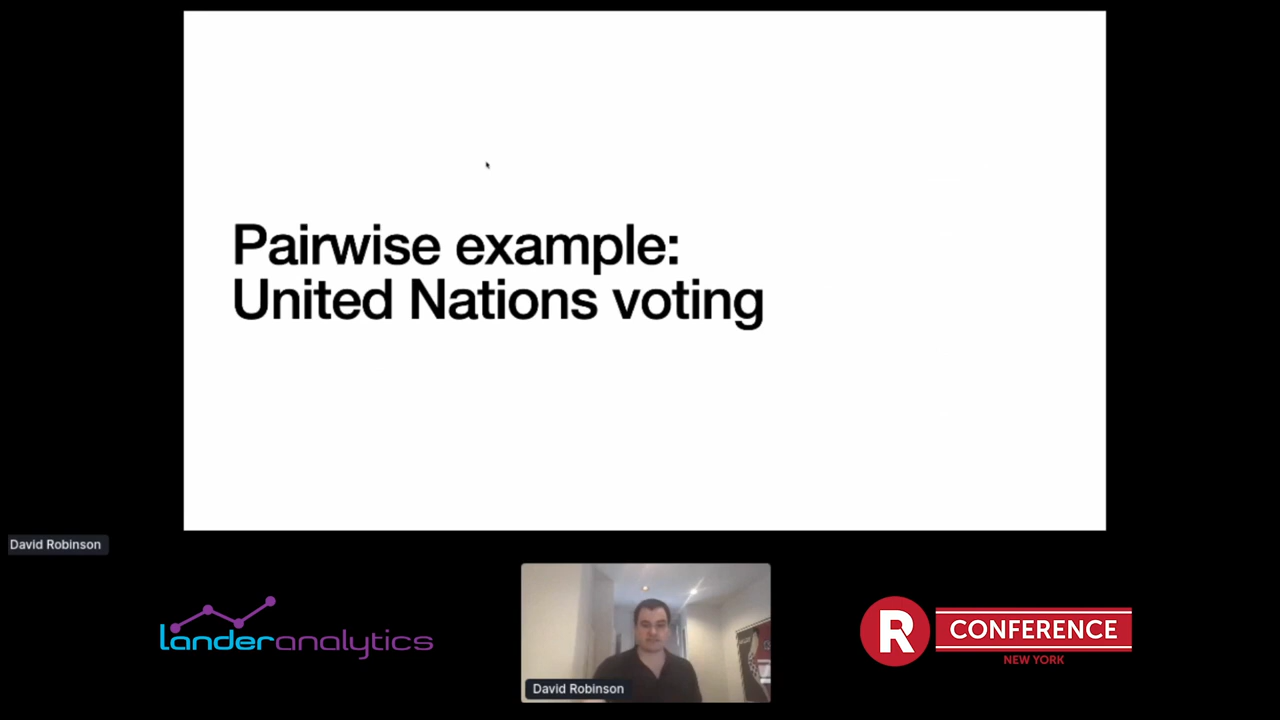 Pairwise example:
United Nations voting
David Robinson
landeranalytics
David Robinson
R CONFERENCE
NEW YORK